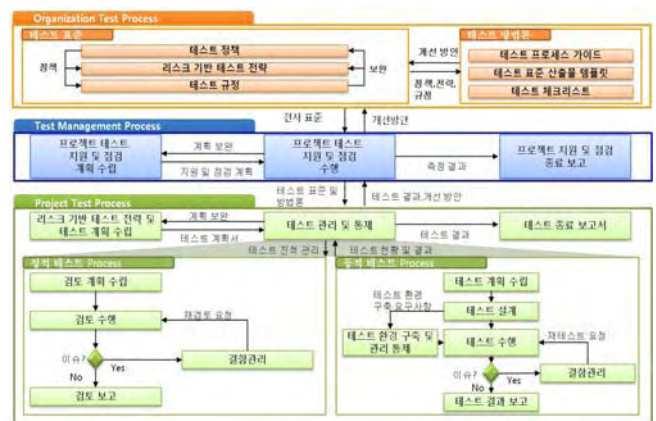 Organization Test Process
테스트 표준
테스트 정책
리스크 기반 테스트 전략
테스트 규정
정책
보완
개선 방안
정책,전략,
규정
테스트 방법론
테스트 프로세스 가이드
테스트 표준 산출물 템플릿
테스트 체크리스트
전사 표준
개선방안
Test Management Process
프로젝트 테스트
지원 및 점검
계획 수립
계획 보완
지원 및 점검 계획
프로젝트 테스트
지원 및 점검
수행
측정 결과
프로젝트 지원 및 점검
종료 보고
테스트 표준 및
방법론
테스트 결과,개선 방안
Project Test Process
리스크 기반 테스트 전략 및
테스트 계획 수립
계획 보완
테스트 계획서
테스트 관리 및 통제
테스트 결과
테스트 종료 보고서
테스트 진척 관리
테스트현황 및 결과
정적 테스트 Process
검토 계획 수립
검토 수행
재검토 요청
이슈?
Yes
결함관리
No
검토 보고
동적 테스트 Process
테스트 계획 수립
테스트 환경
구축 요구사항
테스트 설계
테스트 환경 구축 및
관리 통제
테스트 수행
재테스트 요청
이슈?
Yes
결함관리
No
테스트 결과 보고